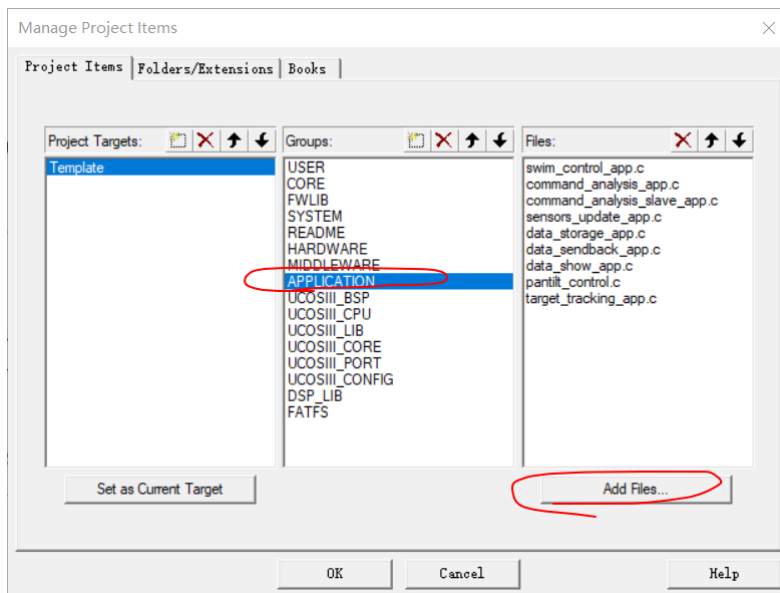 Manage Project Items
Project Items Folders/Extensions Books
Project Targets:
Template
Set as Current Target
Groups:
USER
CORE
FWLIB
SYSTEM
README
HARDWARE
MIDDLEWARE
APPLICATION
UCOSIII_BSP
UCOSIII_CPU
UCOSIII_LIB
UCOSIII_CORE
UCOSIII_PORT
UCOSIII_CONFIG
DSP_LIB
FATFS
Files:
swim_control_app.c
command_analysis_app.c
command_analysis_slave_app.c
sensors_update_app.c
data_storage_app.c
data_sendback_app.c
data_show_app.c
pantilt_control.c
target_tracking_app.c
Add Files...
OK Cancel Help